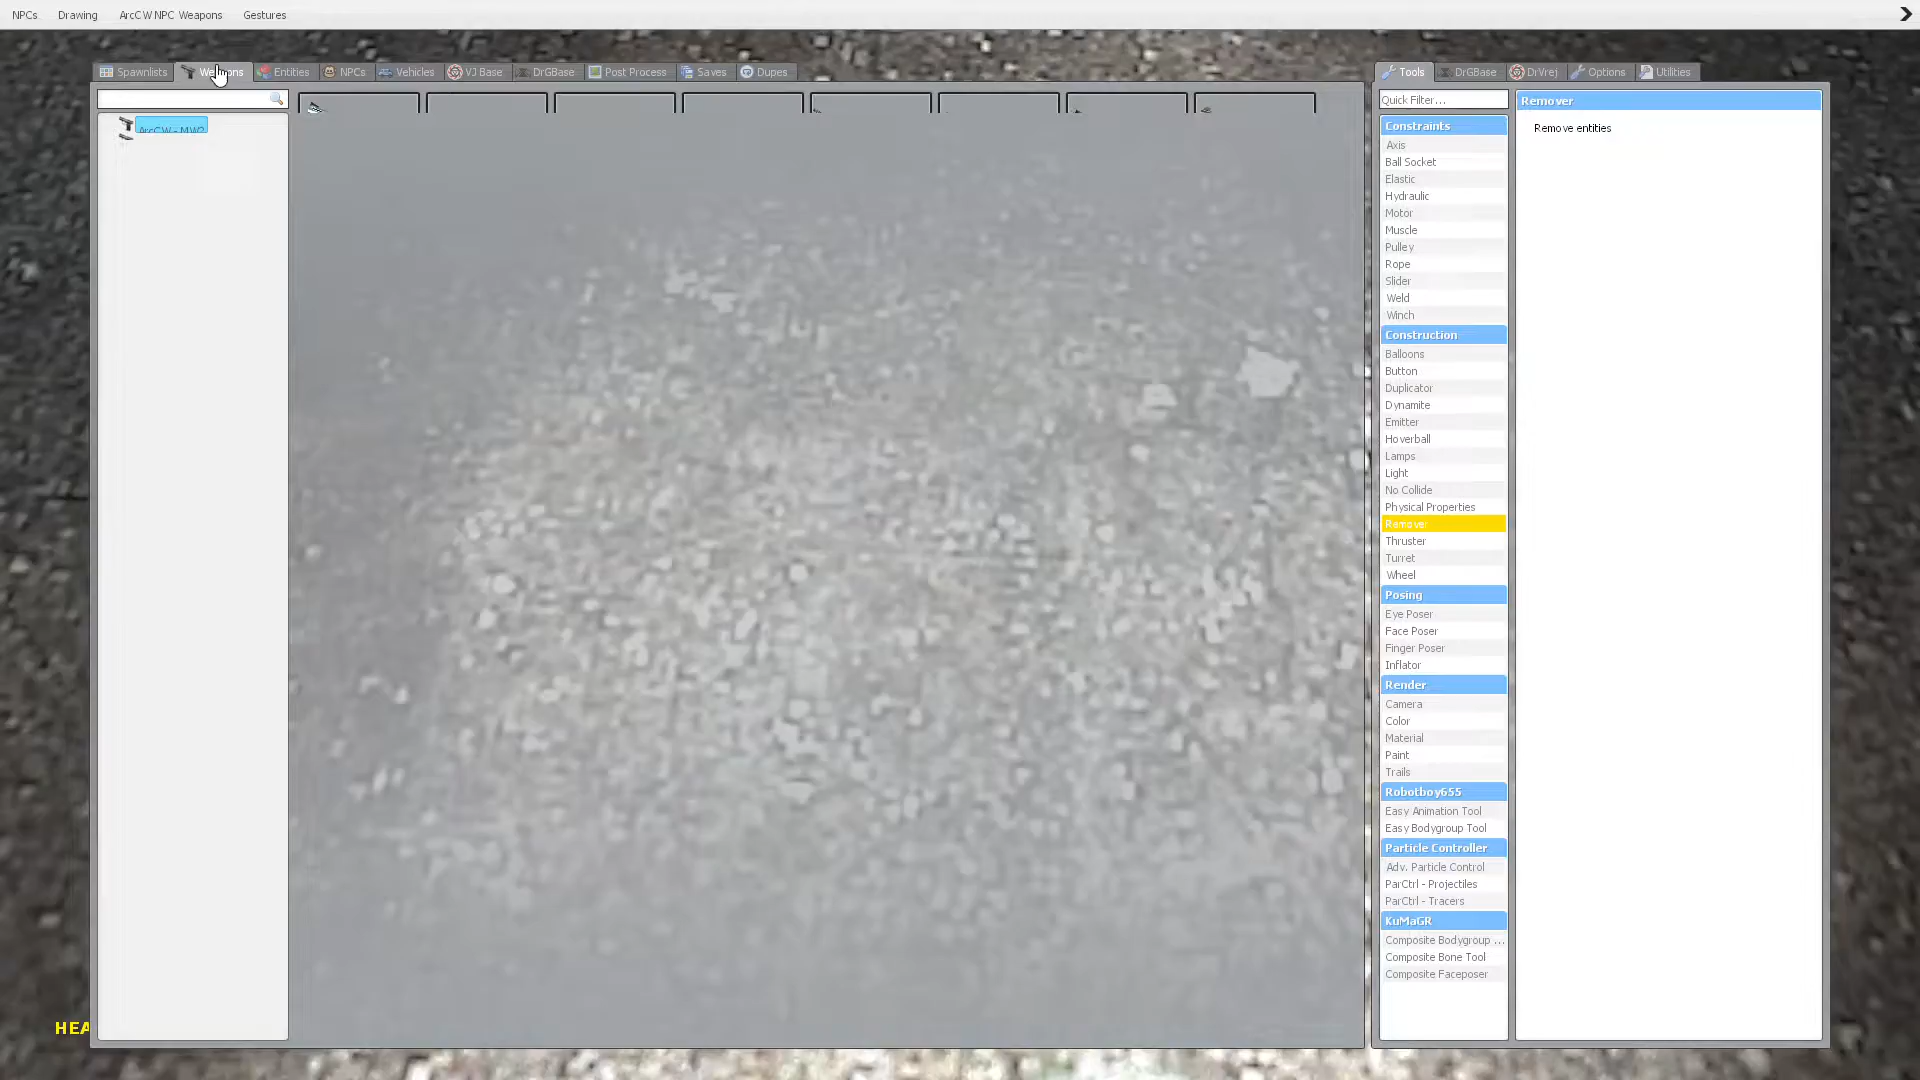 NPCs Drawing ArcCW NPC Weapons Gestures
Spawnlists Weapons Entities NPCs Vehicles VJ Base DrGBase Post Process Saves Dupes
Tools DrGBase DrVrej Options Utilities
ArcCW - MW2
Quick Filter...
Constraints
Axis
Ball Socket
Elastic
Hydraulic
Motor
Muscle
Pulley
Rope
Slider
Weld
Winch
Construction
Balloons
Button
Duplicator
Dynamite
Emitter
Hoverball
Lamps
Light
No Collide
Physical Properties
Remover
Thruster
Turret
Wheel
Posing
Eye Poser
Face Poser
Finger Poser
Inflator
Render
Camera
Color
Material
Paint
Trails
Robotboy655
Easy Animation Tool
Easy Bodygroup Tool
Particle Controller
Adv. Particle Control
ParCtrl - Projectiles
ParCtrl - Tracers
KuMaGR
Composite Bodygroup ...
Composite Bone Tool
Composite Faceposer
Remover
Remove entities
HEA